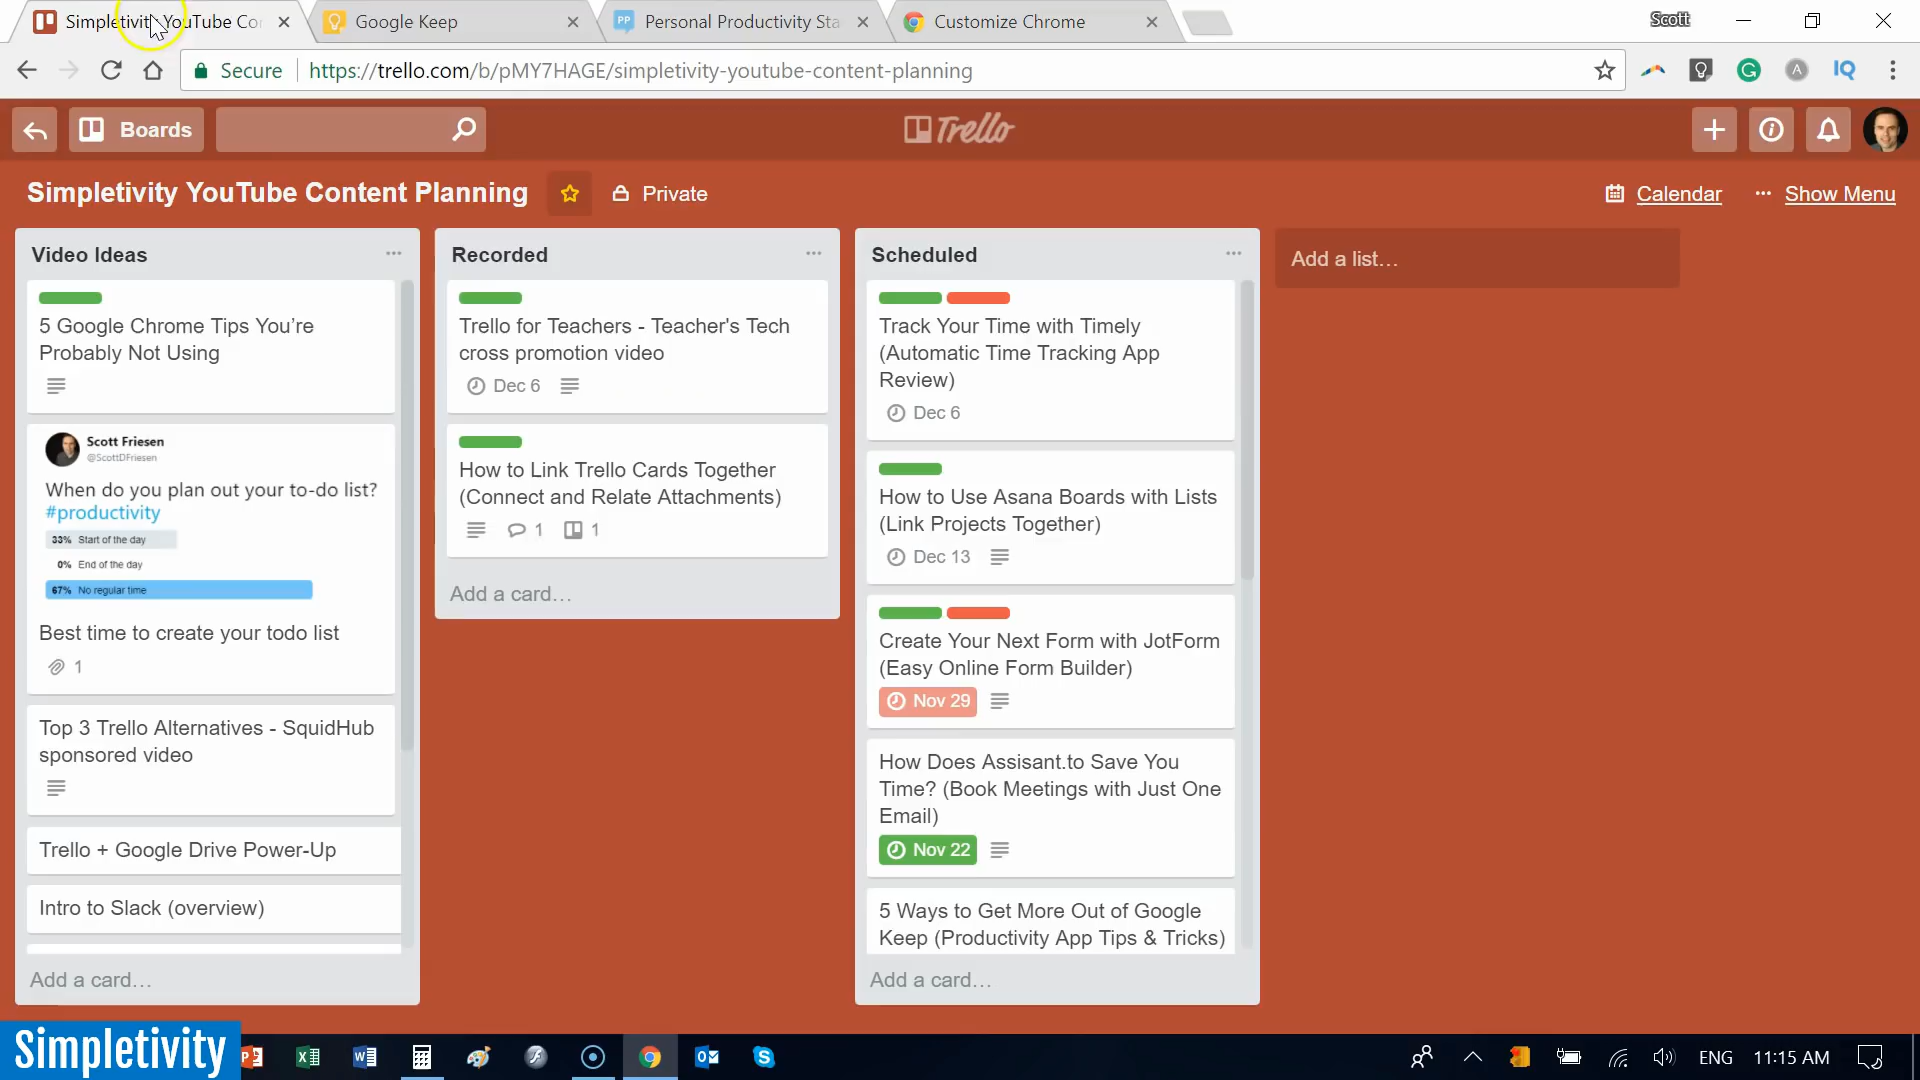 Simpletivity YouTube Co
Google Keep
Personal Productivity Sta
Customize Chrome
Scott
Secure
https://trello.com/b/pMY7HAGE/simpletivity-youtube-content-planning
Boards
Trello
Simpletivity YouTube Content Planning
Private
Calendar
Show Menu
Video Ideas
5 Google Chrome Tips You’re
Probably Not Using
Scott Friesen
@ScottDFriesen
When do you plan out your to-do list?
#productivity
33% Start of the day
0% End of the day
67% No regular time
Best time to create your todo list
1
Top 3 Trello Alternatives - SquidHub
sponsored video
Trello + Google Drive Power-Up
Intro to Slack (overview)
Add a card…
Recorded
Trello for Teachers - Teacher's Tech
cross promotion video
Dec 6
How to Link Trello Cards Together
(Connect and Relate Attachments)
1 1
Add a card…
Scheduled
Track Your Time with Timely
(Automatic Time Tracking App
Review)
Dec 6
How to Use Asana Boards with Lists
(Link Projects Together)
Dec 13
Create Your Next Form with JotForm
(Easy Online Form Builder)
Nov 29
How Does Assisant.to Save You
Time? (Book Meetings with Just One
Email)
Nov 22
5 Ways to Get More Out of Google
Keep (Productivity App Tips & Tricks)
Add a card…
Add a list…
Simpletivity
ENG
11:15 AM